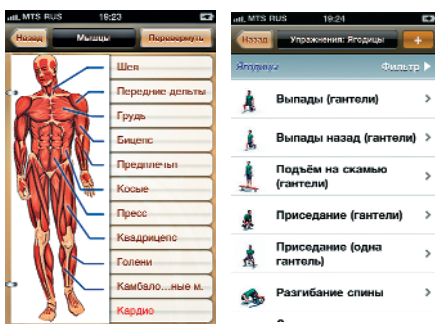 MTS RUS 19:23
Назад Мышцы Перевернуть
Шея
Передние дельты
Грудь
Бицепс
Предплечья
Косые
Пресс
Квадрицепс
Голени
Камбало...ные м.
Кардио
MTS RUS 19:24
Назад Упражнения: Ягодицы +
Ягодицы Фильтр
Выпады (гантели)
Выпады назад (гантели)
Подъём на скамью
(гантели)
Приседание (гантели)
Приседание (одна
гантель)
Разгибание спины